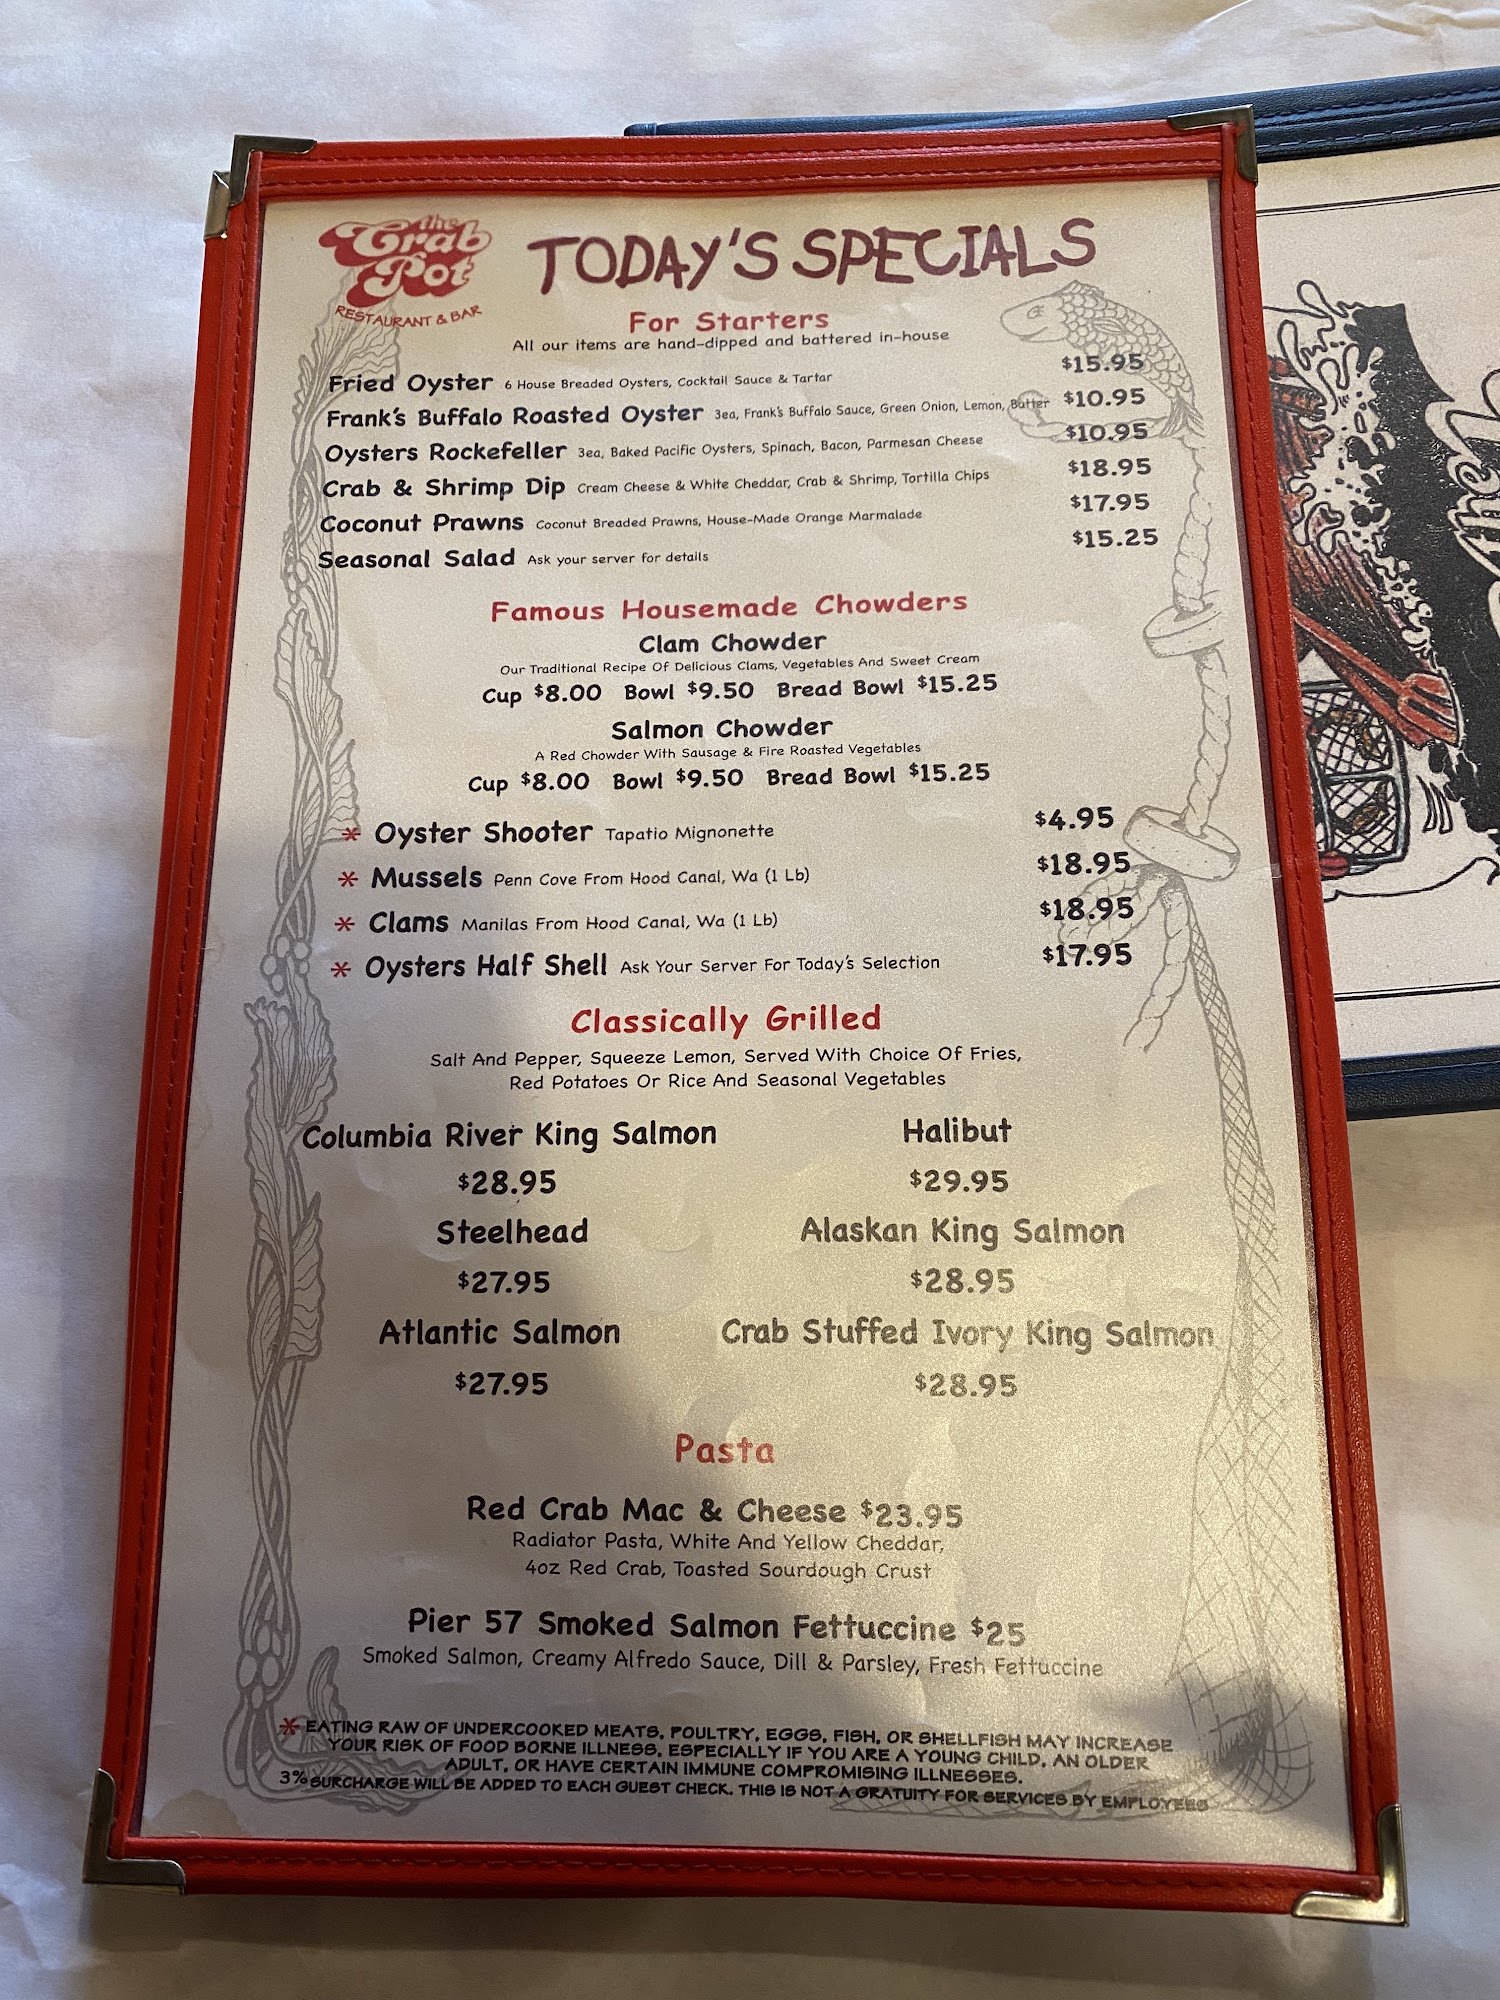 the
Crab
Pot
RESTAURANT & BAR
TODAY'S SPECIALS
For Starters
All our items are hand-dipped and battered in-house
Fried Oyster 6 House Breaded Oysters, Cocktail Sauce & Tartar $15.95
Frank's Buffalo Roasted Oyster 3ea, Frank's Buffalo Sauce, Green Onion, Lemon, Butter $10.95
Oysters Rockefeller 3ea, Baked Pacific Oysters, Spinach, Bacon, Parmesan Cheese $10.95
Crab & Shrimp Dip Cream Cheese & White Cheddar, Crab & Shrimp, Tortilla Chips $18.95
Coconut Prawns Coconut Breaded Prawns, House-Made Orange Marmalade $17.95
Seasonal Salad Ask your server for details $15.25
Famous Housemade Chowders
Clam Chowder
Our Traditional Recipe Of Delicious Clams, Vegetables And Sweet Cream
Cup $8.00 Bowl $9.50 Bread Bowl $15.25
Salmon Chowder
A Red Chowder With Sausage & Fire Roasted Vegetables
Cup $8.00 Bowl $9.50 Bread Bowl $15.25
* Oyster Shooter Tapatio Mignonette $4.95
* Mussels Penn Cove From Hood Canal, Wa (1 Lb) $18.95
* Clams Manilas From Hood Canal, Wa (1 Lb) $18.95
* Oysters Half Shell Ask Your Server For Today's Selection $17.95
Classically Grilled
Salt And Pepper, Squeeze Lemon, Served With Choice Of Fries,
Red Potatoes Or Rice And Seasonal Vegetables
Columbia River King Salmon Halibut
$28.95 $29.95
Steelhead Alaskan King Salmon
$27.95 $28.95
Atlantic Salmon Crab Stuffed Ivory King Salmon
$27.95 $28.95
Pasta
Red Crab Mac & Cheese $23.95
Radiator Pasta, White And Yellow Cheddar,
4oz Red Crab, Toasted Sourdough Crust
Pier 57 Smoked Salmon Fettuccine $25
Smoked Salmon, Creamy Alfredo Sauce, Dill & Parsley, Fresh Fettuccine
* EATING RAW OF UNDERCOOKED MEATS, POULTRY, EGGS, FISH, OR SHELLFISH MAY INCREASE
YOUR RISK OF FOOD BORNE ILLNESS, ESPECIALLY IF YOU ARE A YOUNG CHILD, AN OLDER
ADULT, OR HAVE CERTAIN IMMUNE COMPROMISING ILLNESSES.
3% SURCHARGE WILL BE ADDED TO EACH GUEST CHECK. THIS IS NOT A GRATUITY FOR SERVICES BY EMPLOYEES